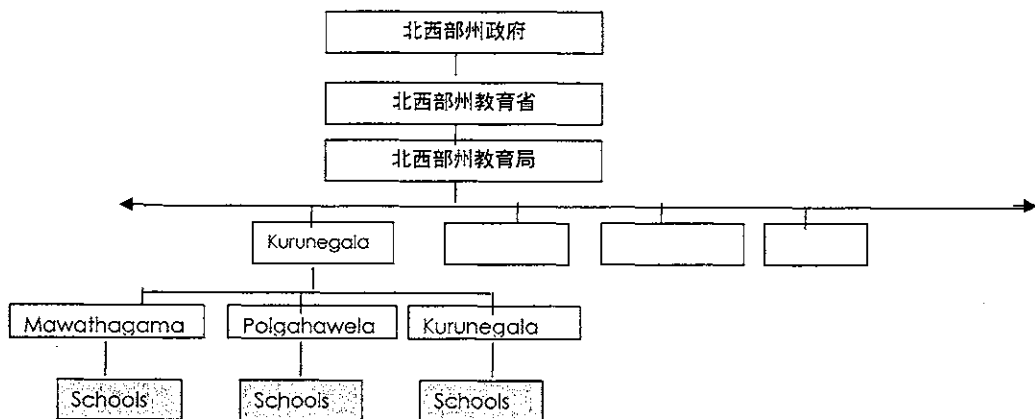 北西部州政府
北西部州教育省
北西部州教育局
Kurunegala
Mawathagama
Polgahawela
Kurunegala
Schools
Schools
Schools